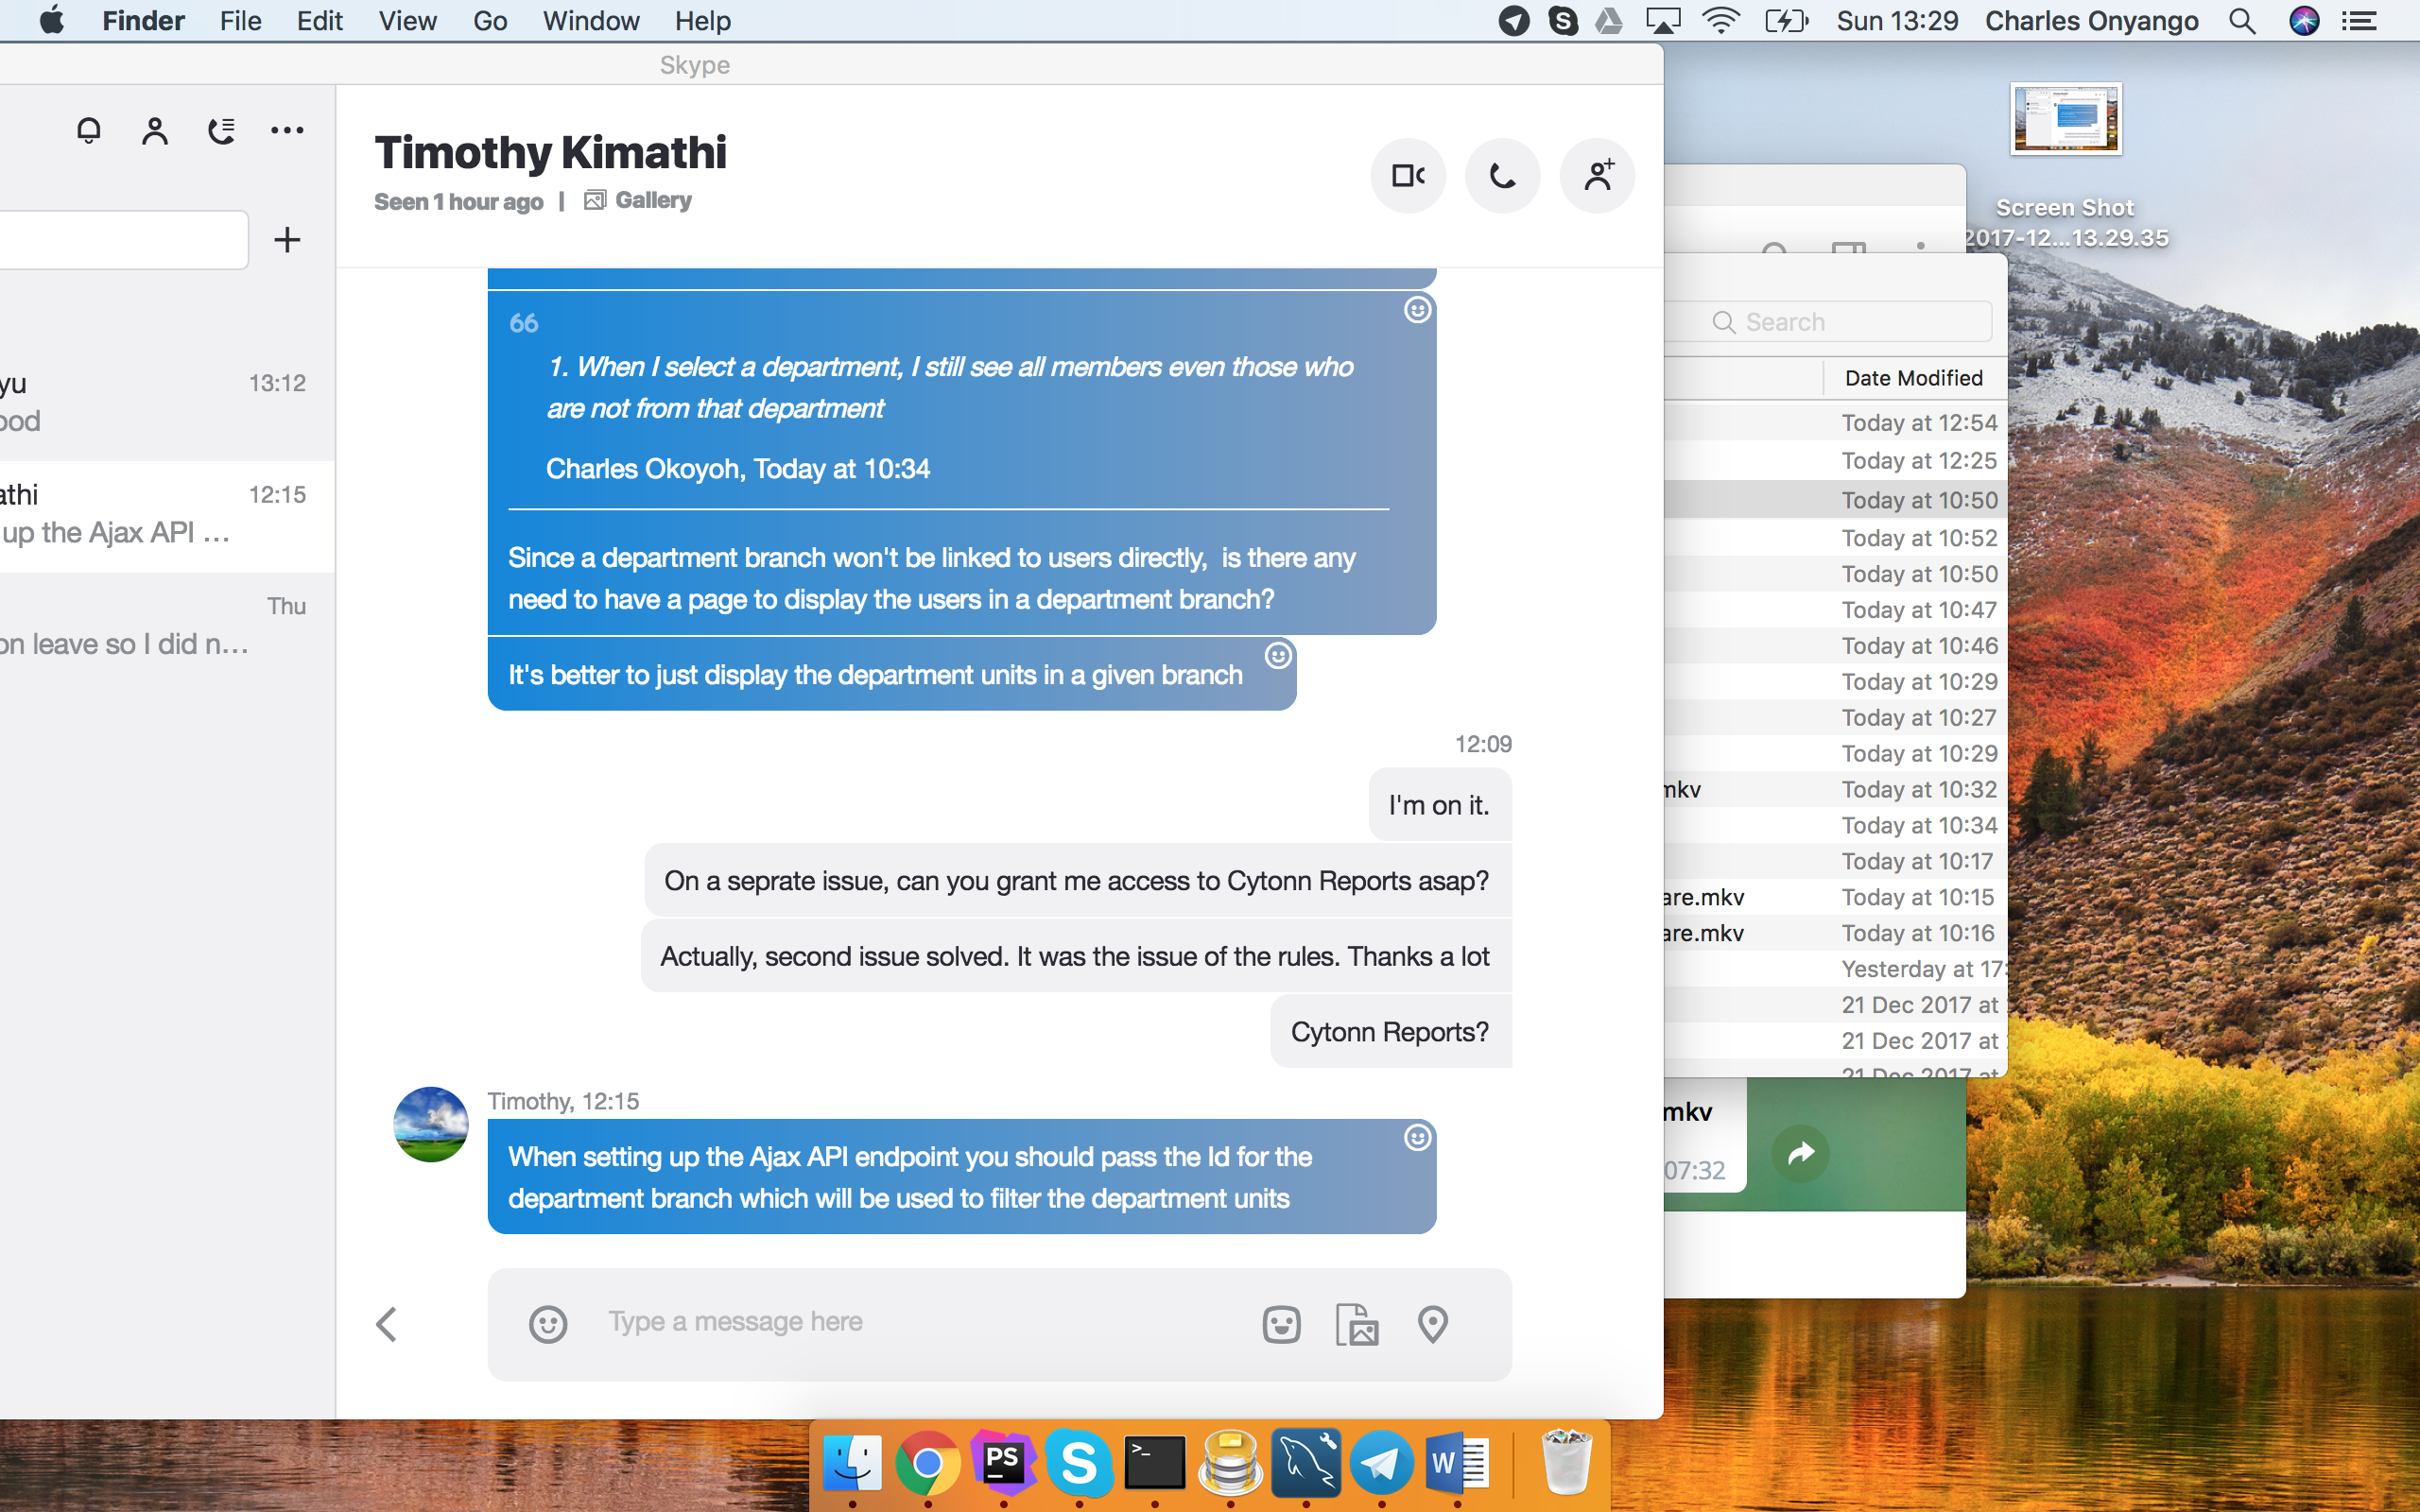 Finder File Edit View Go Window Help
Sun 13:29 Charles Onyango
Skype
Timothy Kimathi
Seen 1 hour ago | Gallery
yu 13:12
ood
athi 12:15
up the Ajax API ...
Thu
on leave so I did n...
1. When I select a department, I still see all members even those who
are not from that department
Charles Okoyoh, Today at 10:34
Since a department branch won't be linked to users directly, is there any
need to have a page to display the users in a department branch?
It's better to just display the department units in a given branch
12:09
I'm on it.
On a seprate issue, can you grant me access to Cytonn Reports asap?
Actually, second issue solved. It was the issue of the rules. Thanks a lot
Cytonn Reports?
Timothy, 12:15
When setting up the Ajax API endpoint you should pass the Id for the
department branch which will be used to filter the department units
Type a message here
Screen Shot
2017-12...13.29.35
Search
Date Modified
Today at 12:54
Today at 12:25
Today at 10:50
Today at 10:52
Today at 10:50
Today at 10:47
Today at 10:46
Today at 10:29
Today at 10:27
Today at 10:29
mkv Today at 10:32
Today at 10:34
Today at 10:17
are.mkv Today at 10:15
are.mkv Today at 10:16
Yesterday at 17:
21 Dec 2017 at
21 Dec 2017 at
21 Dec 2017 at
mkv
07:32
PS
S
>_
W